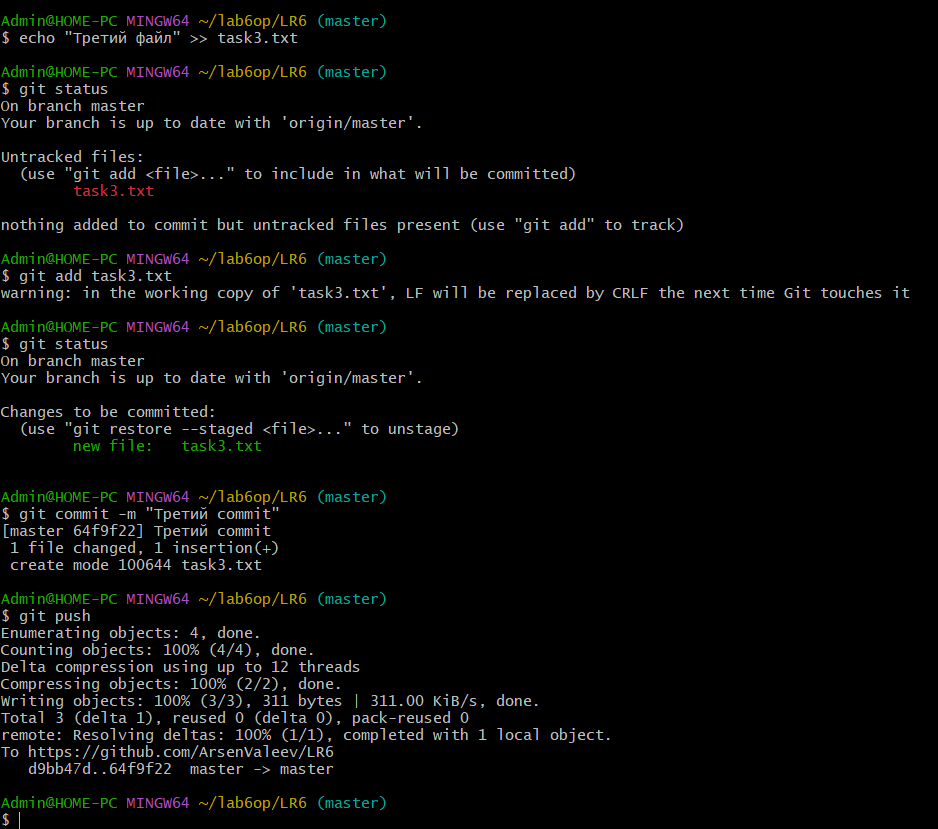 Admin@HOME-PC MINGW64 ~/lab6op/LR6 (master)
$ echo "Третий файл" >> task3.txt
Admin@HOME-PC MINGW64 ~/lab6op/LR6 (master)
$ git status
On branch master
Your branch is up to date with 'origin/master'.
Untracked files:
  (use "git add <file>..." to include in what will be committed)
        task3.txt
nothing added to commit but untracked files present (use "git add" to track)
Admin@HOME-PC MINGW64 ~/lab6op/LR6 (master)
$ git add task3.txt
warning: in the working copy of 'task3.txt', LF will be replaced by CRLF the next time Git touches it
Admin@HOME-PC MINGW64 ~/lab6op/LR6 (master)
$ git status
On branch master
Your branch is up to date with 'origin/master'.
Changes to be committed:
  (use "git restore --staged <file>..." to unstage)
        new file:   task3.txt
Admin@HOME-PC MINGW64 ~/lab6op/LR6 (master)
$ git commit -m "Третий commit"
[master 64f9f22] Третий commit
 1 file changed, 1 insertion(+)
 create mode 100644 task3.txt
Admin@HOME-PC MINGW64 ~/lab6op/LR6 (master)
$ git push
Enumerating objects: 4, done.
Counting objects: 100% (4/4), done.
Delta compression using up to 12 threads
Compressing objects: 100% (2/2), done.
Writing objects: 100% (3/3), 311 bytes | 311.00 KiB/s, done.
Total 3 (delta 1), reused 0 (delta 0), pack-reused 0
remote: Resolving deltas: 100% (1/1), completed with 1 local object.
To https://github.com/ArsenValeev/LR6
   d9bb47d..64f9f22  master -> master
Admin@HOME-PC MINGW64 ~/lab6op/LR6 (master)
$